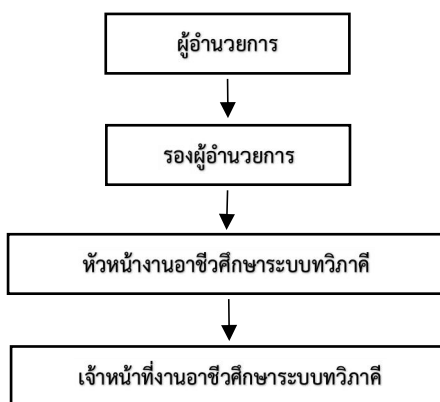 ผู้อำนวยการ
รองผู้อำนวยการ
หัวหน้างานอาชีวศึกษาระบบทวิภาคี
เจ้าหน้าที่งานอาชีวศึกษาระบบทวิภาคี